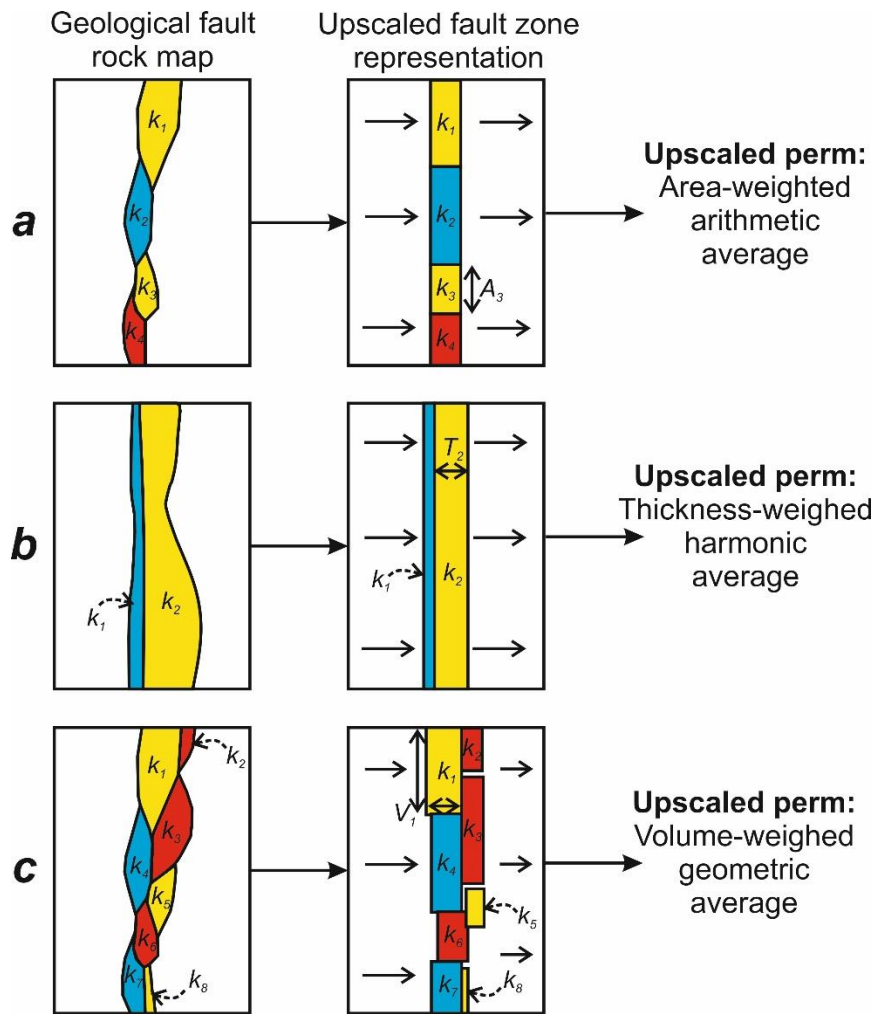 Geological fault
rock map
Upscaled fault zone
representation
a
k1
k2
k3
k4
k1
k2
k3
A3
k4
Upscaled perm:
Area-weighted
arithmetic
average
b
k1
k2
T2
k1
k2
Upscaled perm:
Thickness-weighed
harmonic
average
c
k1
k2
k3
k4
k5
k6
k7
k8
k1
k2
V1
k3
k4
k5
k6
k7
k8
Upscaled perm:
Volume-weighed
geometric
average